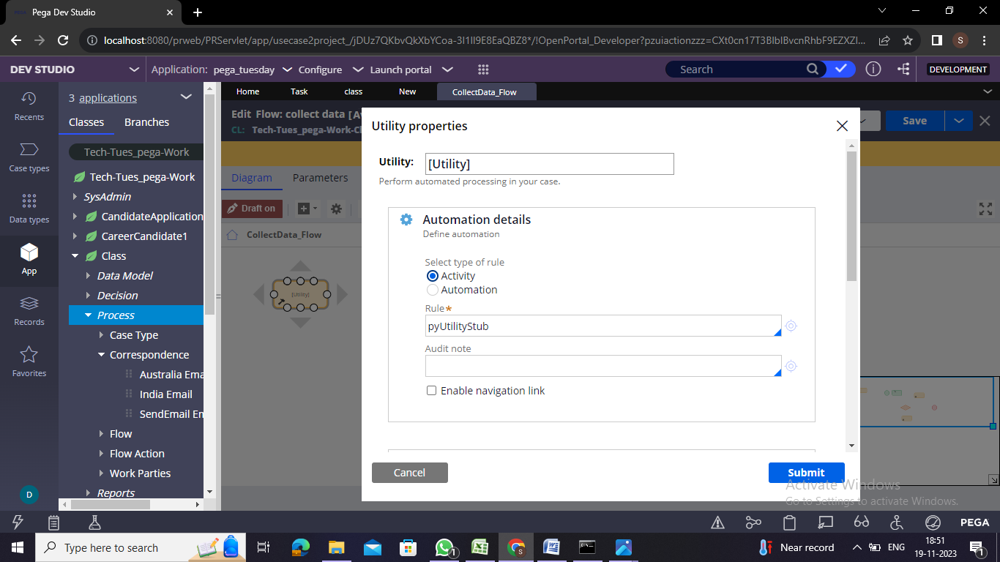 Pega Dev Studio
localhost:8080/prweb/PRServlet/app/usecase2project_/jDUz7QKbvQkXbYCoa-3I1II9E8EaQBZ8*/!OpenPortal_Developer?pzuiactionzzz=CXt0cn17T3BlblBvcnRhbF9EZXZl...
S
DEV STUDIO
Application: pega_tuesday
Configure
Launch portal
Search
DEVELOPMENT
Recents
Case types
Data types
App
Records
Favorites
D
3 applications
Classes
Branches
Tech-Tues_pega-Work
Tech-Tues_pega-Work
SysAdmin
CandidateApplication
CareerCandidate1
Class
Data Model
Decision
Process
Case Type
Correspondence
Australia Ema
India Email
SendEmail En
Flow
Flow Action
Work Parties
Reports
Home
Task
class
New
CollectData_Flow
Edit Flow: collect data [A
CL: Tech-Tues_pega-Work-Cl
Save
Diagram
Parameters
Draft on
CollectData_Flow
[Utility]
Utility properties
Utility:
[Utility]
Perform automated processing in your case.
Automation details
Define automation
Select type of rule
Activity
Automation
Rule*
pyUtilityStub
Audit note
Enable navigation link
Cancel
Submit
Activate Windows
Go to Settings to activate Windows.
PEGA
Type here to search
1
S
Near record
ENG
18:51
19-11-2023
1